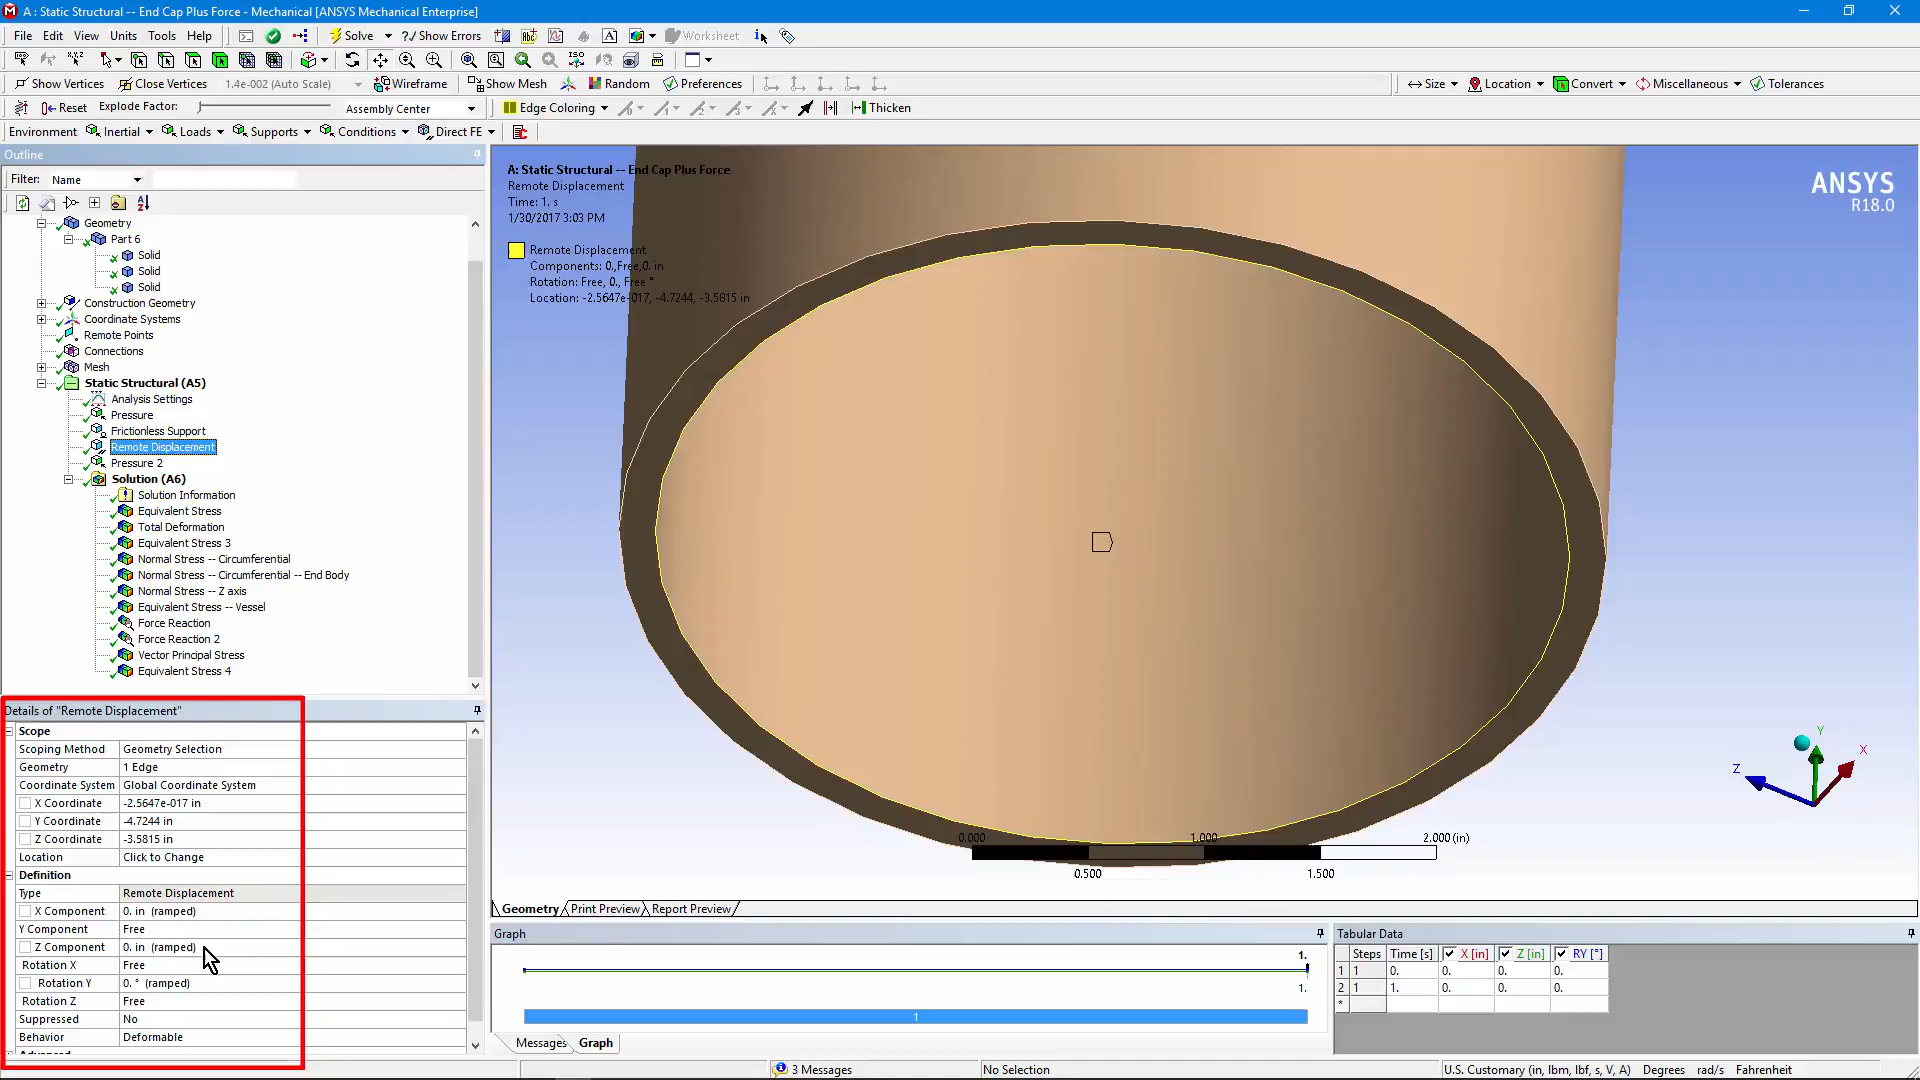 A : Static Structural -- End Cap Plus Force - Mechanical [ANSYS Mechanical Enterprise]
File Edit View Units Tools Help Solve ?/ Show Errors Worksheet
Show Vertices Close Vertices 1.4e-002 (Auto Scale) Wireframe Show Mesh Random Preferences Size Location Convert Miscellaneous Tolerances
Reset Explode Factor: Assembly Center Edge Coloring Thicken
Environment Inertial Loads Supports Conditions Direct FE
Outline
Filter: Name
Geometry
Part 6
Solid
Solid
Solid
Construction Geometry
Coordinate Systems
Remote Points
Connections
Mesh
Static Structural (A5)
Analysis Settings
Pressure
Frictionless Support
Remote Displacement
Pressure 2
Solution (A6)
Solution Information
Equivalent Stress
Total Deformation
Equivalent Stress 3
Normal Stress -- Circumferential
Normal Stress -- Circumferential -- End Body
Normal Stress -- Z axis
Equivalent Stress -- Vessel
Force Reaction
Force Reaction 2
Vector Principal Stress
Equivalent Stress 4
Details of "Remote Displacement"
Scope
Scoping Method Geometry Selection
Geometry 1 Edge
Coordinate System Global Coordinate System
X Coordinate -2.5647e-017 in
Y Coordinate -4.7244 in
Z Coordinate -3.5815 in
Location Click to Change
Definition
Type Remote Displacement
X Component 0. in (ramped)
Y Component Free
Z Component 0. in (ramped)
Rotation X Free
Rotation Y 0. ° (ramped)
Rotation Z Free
Suppressed No
Behavior Deformable
Advanced
A: Static Structural -- End Cap Plus Force
Remote Displacement
Time: 1. s
1/30/2017 3:03 PM
Remote Displacement
Components: 0.,Free,0. in
Rotation: Free, 0., Free °
Location: -2.5647e-017, -4.7244, -3.5815 in
ANSYS
R18.0
Y
X
Z
0.000 1.000 2.000 (in)
0.500 1.500
Geometry Print Preview Report Preview
Graph
1.
1.
1
Messages Graph
Tabular Data
Steps Time [s] X [in] Z [in] RY [°]
1 1 0. 0. 0. 0.
2 1 1. 0. 0. 0.
*
3 Messages No Selection U.S. Customary (in, lbm, lbf, s, V, A) Degrees rad/s Fahrenheit